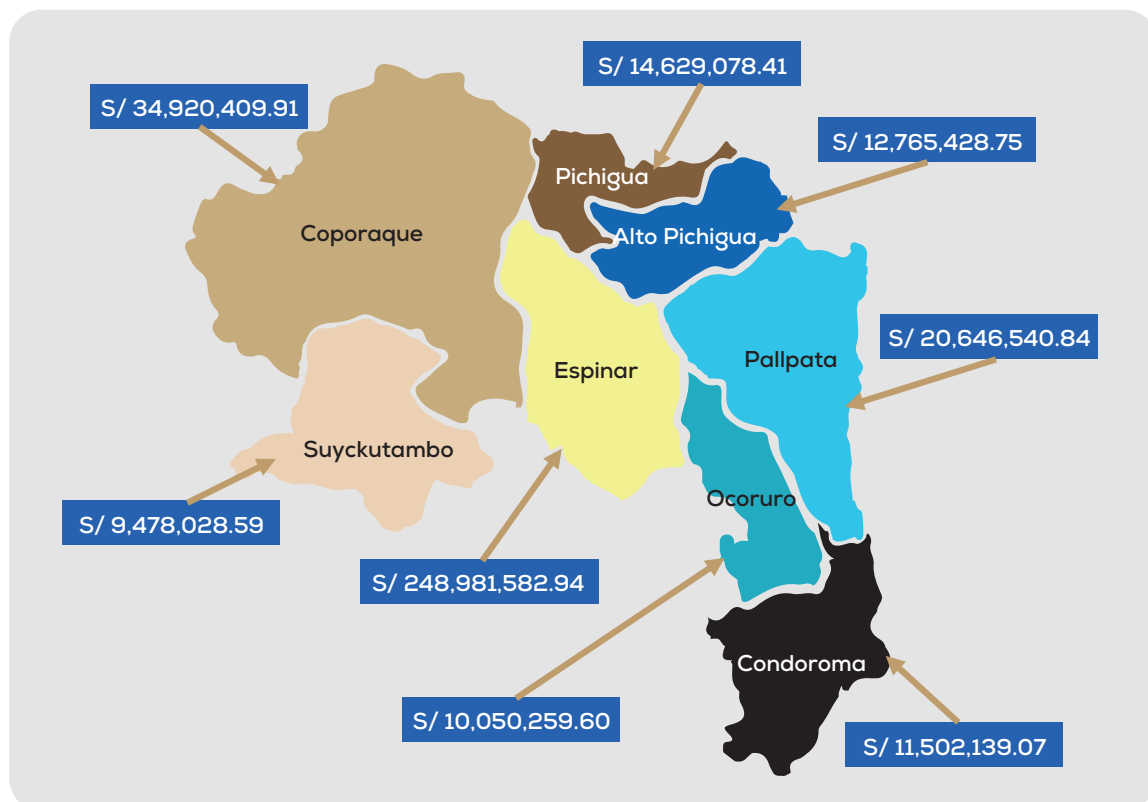 S/ 14,629,078.41
S/ 34,920,409.91
S/ 12,765,428.75
Pichigua
Coporaque
Alto Pichigua
S/ 20,646,540.84
Pallpata
Espinar
Suyckutambo
Ocoruro
S/ 9,478,028.59
S/ 248,981,582.94
Condoroma
S/ 10,050,259.60
S/ 11,502,139.07